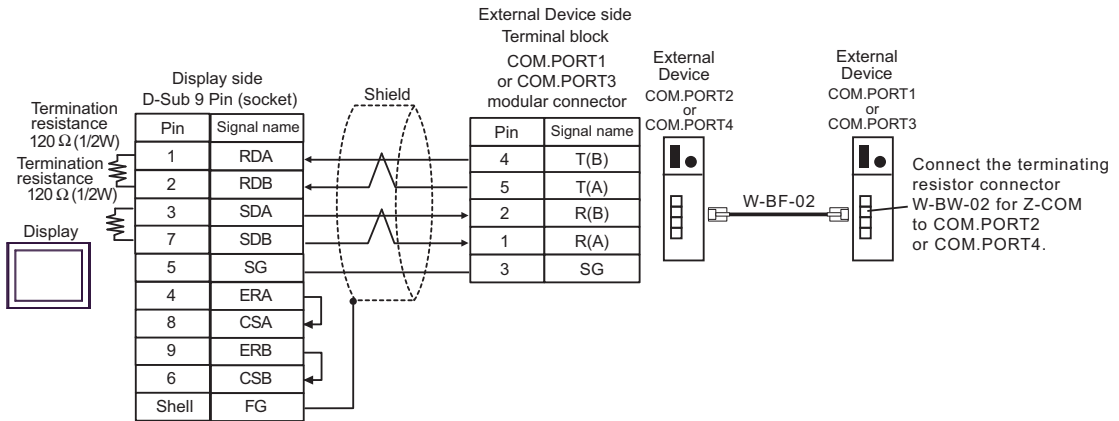 External Device side
Terminal block
COM.PORT1
or COM.PORT3
modular connector
External
Device
COM.PORT2
or
COM.PORT4
External
Device
COM.PORT1
or
COM.PORT3
Display side
D-Sub 9 Pin (socket)
Shield
Termination
resistance
120 Ω (1/2W)
Termination
resistance
120 Ω (1/2W)
Display
Pin Signal name
1 RDA
2 RDB
3 SDA
7 SDB
5 SG
4 ERA
8 CSA
9 ERB
6 CSB
Shell FG
Pin Signal name
4 T(B)
5 T(A)
2 R(B)
1 R(A)
3 SG
W-BF-02
Connect the terminating
resistor connector
W-BW-02 for Z-COM
to COM.PORT2
or COM.PORT4.